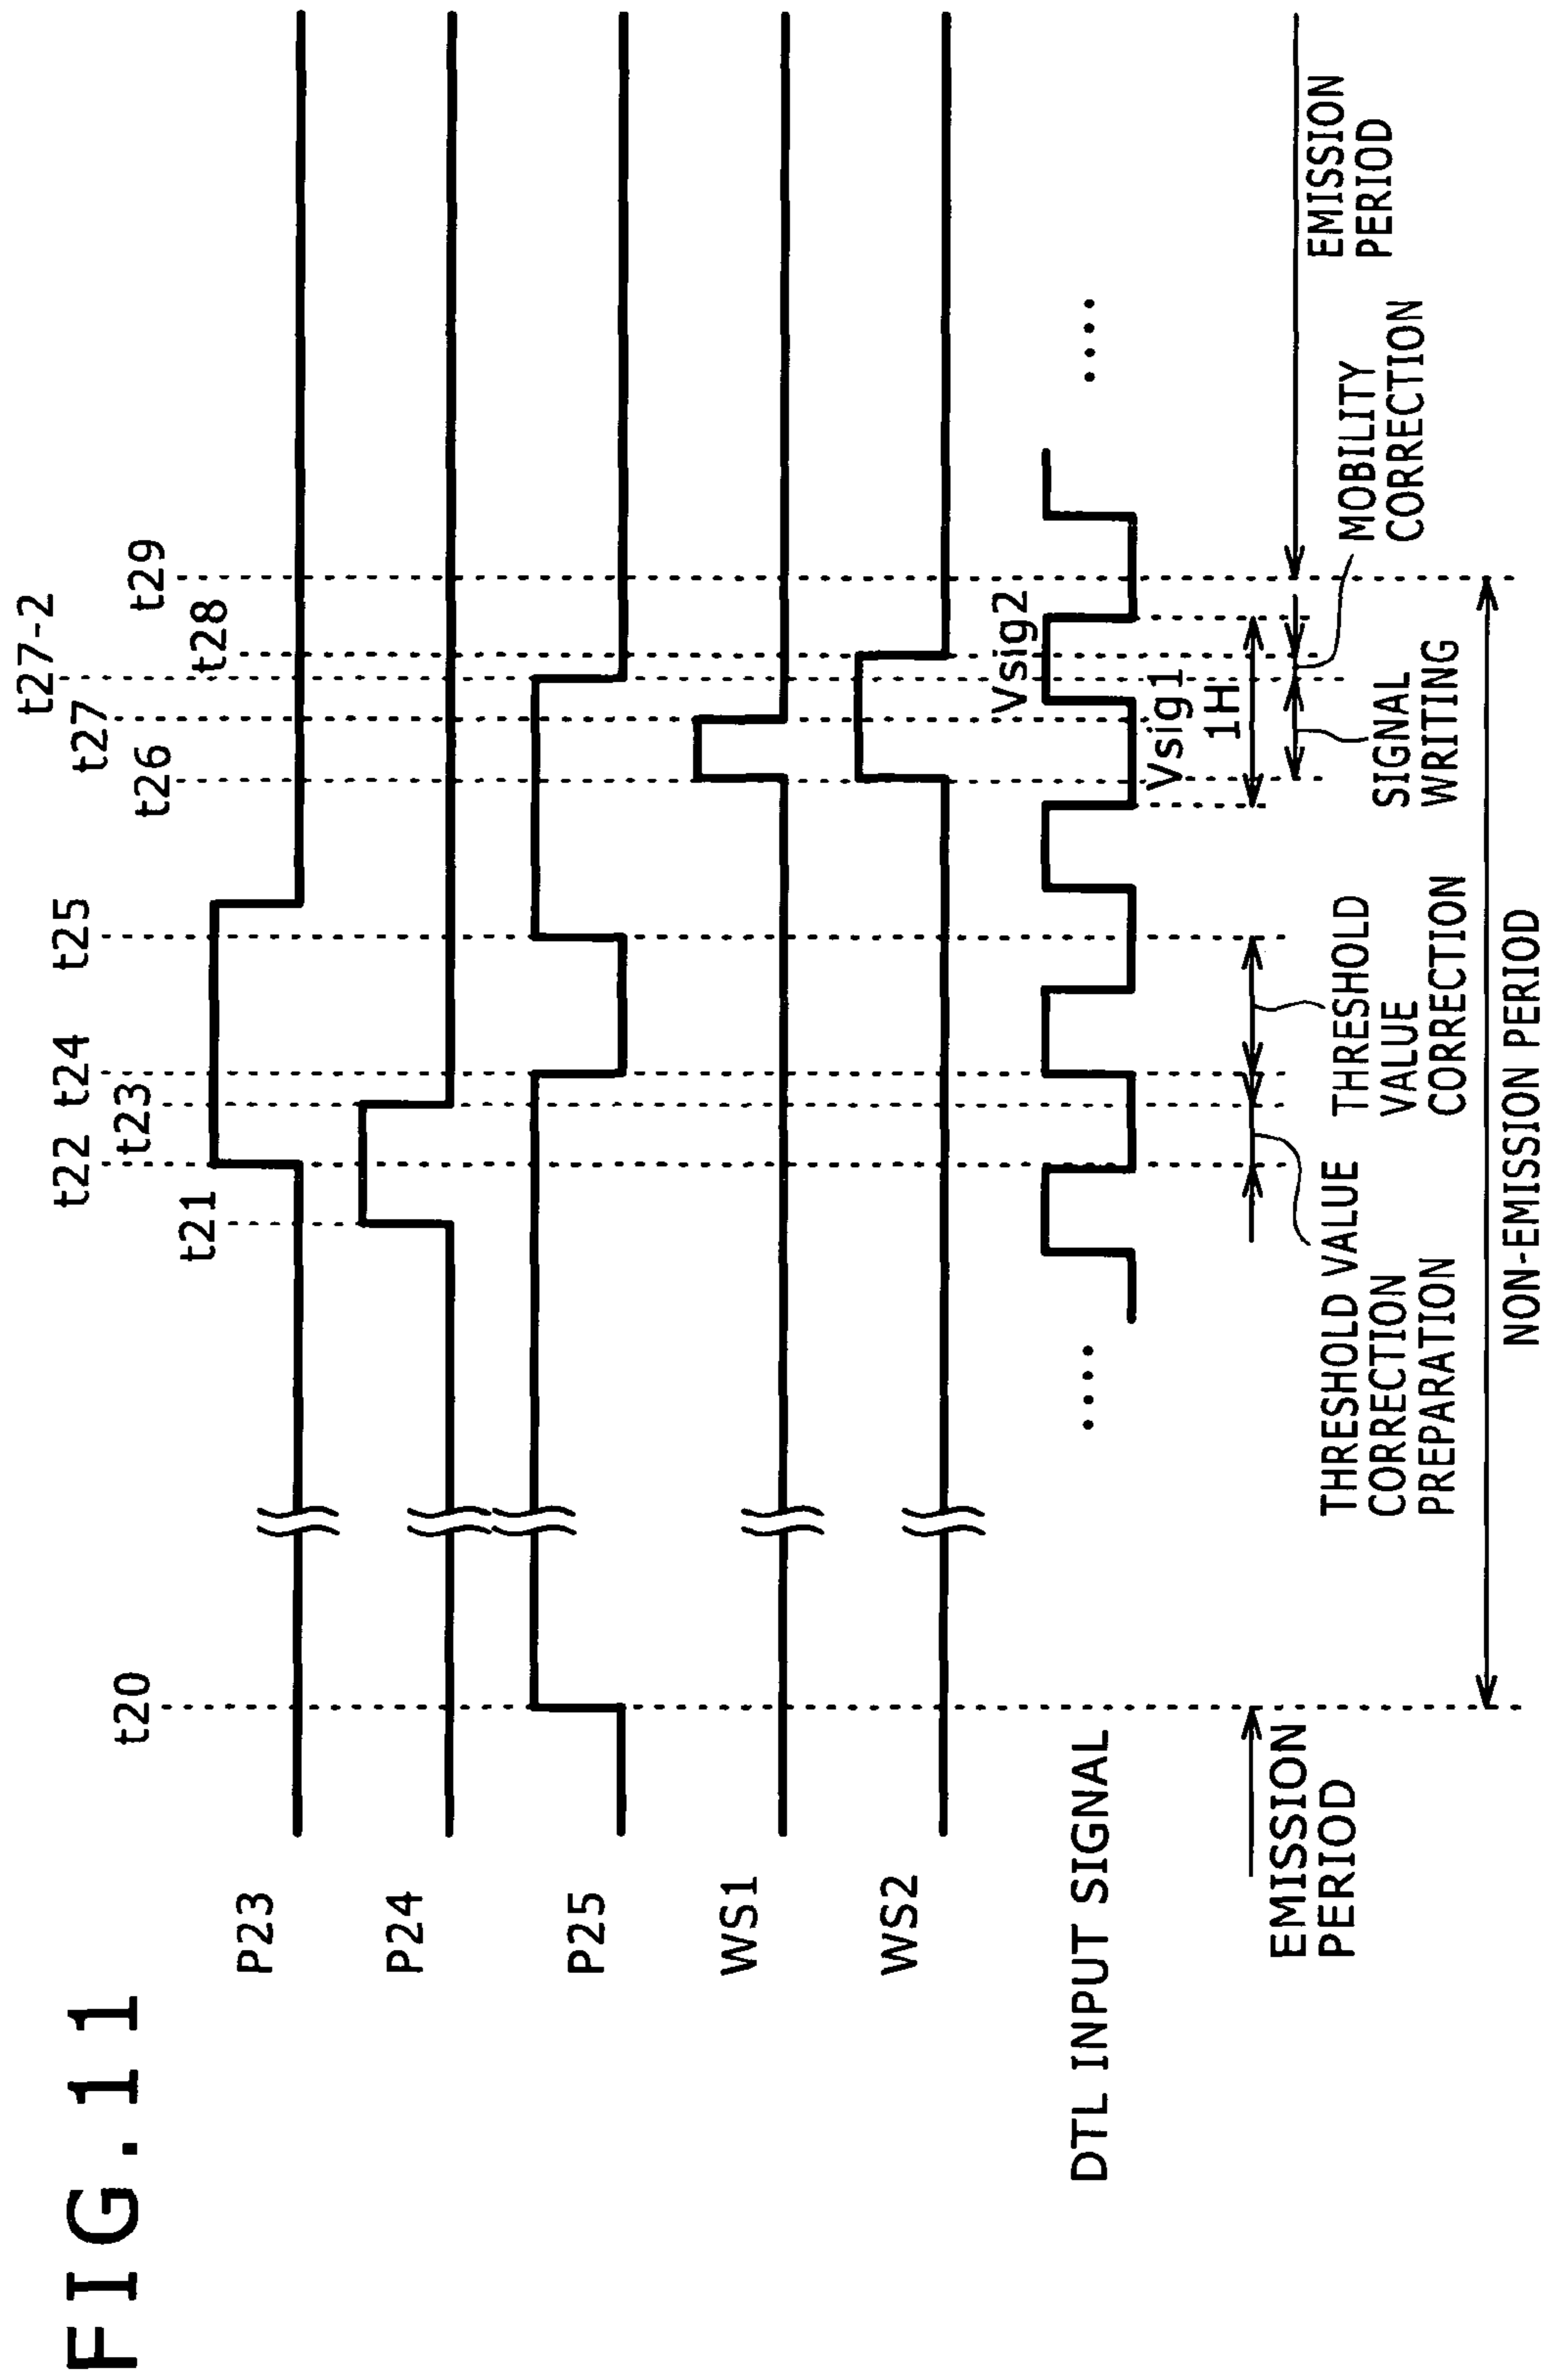 FIG.11
t27-2
t22 t24 t25 t27
t20 t23 t26 t29
t21 t28
P23
P24
P25
WS1
WS2
Vsig2
DTL INPUT SIGNAL
Vsig1
1H
EMISSION
PERIOD
THRESHOLD VALUE
CORRECTION
PREPARATION
THRESHOLD
VALUE
CORRECTION
SIGNAL
WRITING
MOBILITY
CORRECTION
EMISSION
PERIOD
NON-EMISSION PERIOD